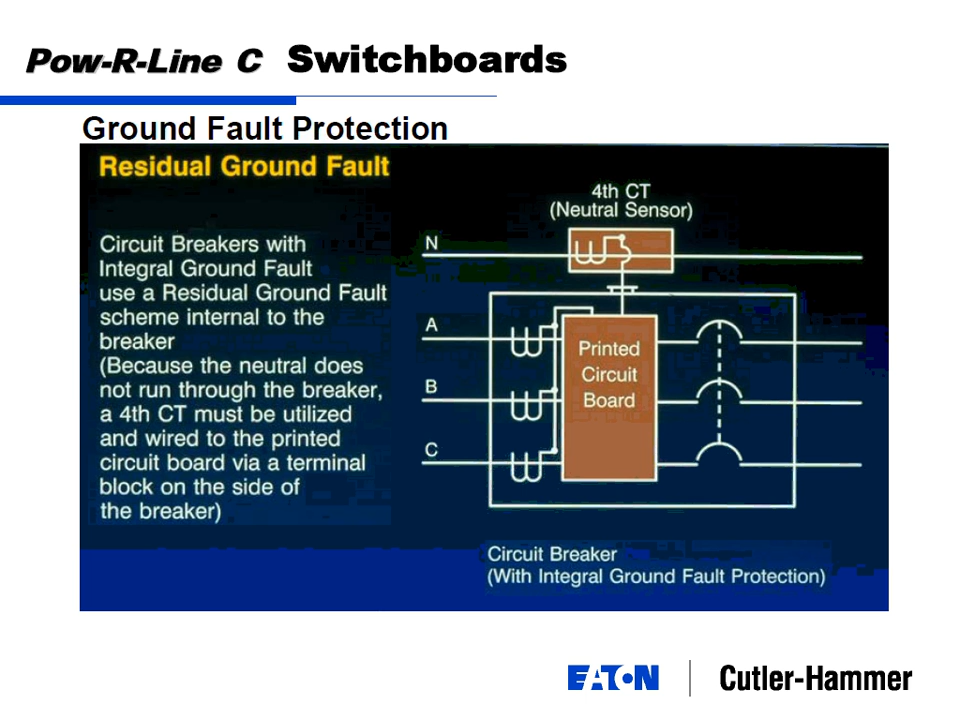 Pow-R-Line C Switchboards
Ground Fault Protection
Residual Ground Fault
Circuit Breakers with
Integral Ground Fault
use a Residual Ground Fault
scheme internal to the
breaker
(Because the neutral does
not run through the breaker,
a 4th CT must be utilized
and wired to the printed
circuit board via a terminal
block on the side of
the breaker)
4th CT
(Neutral Sensor)
N
A
B
C
Printed
Circuit
Board
Circuit Breaker
(With Integral Ground Fault Protection)
EATON | Cutler-Hammer